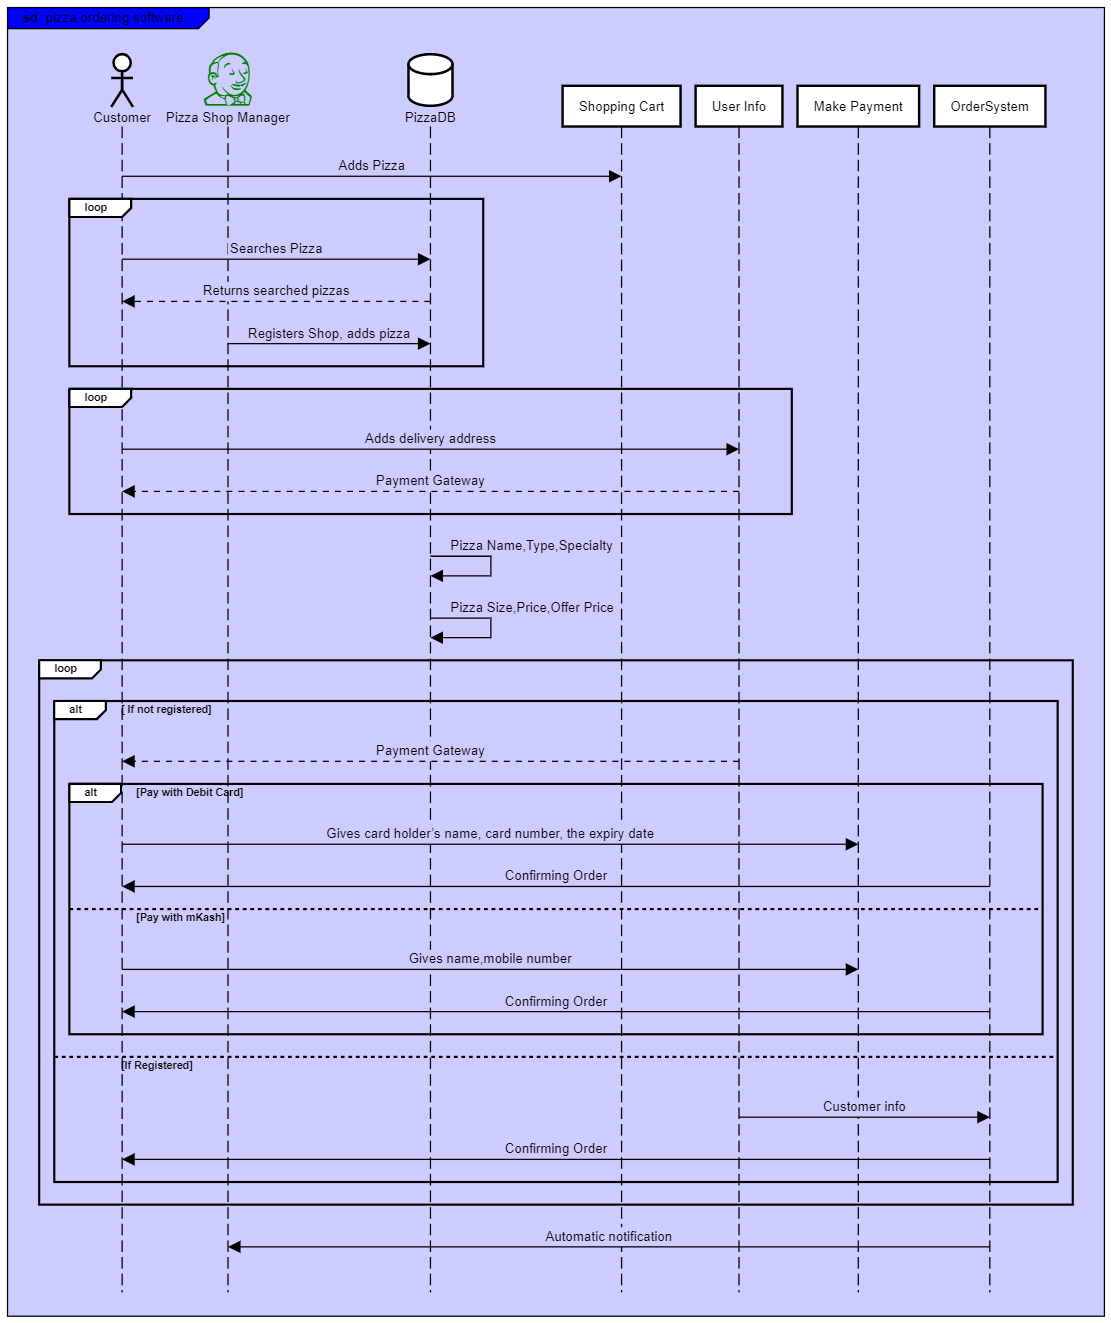 sd pizza ordering software
Customer
Pizza Shop Manager
PizzaDB
Shopping Cart
User Info
Make Payment
OrderSystem
Adds Pizza
loop
Searches Pizza
Returns searched pizzas
Registers Shop, adds pizza
loop
Adds delivery address
Payment Gateway
Pizza Name,Type,Specialty
Pizza Size,Price,Offer Price
loop
alt
[ If not registered]
Payment Gateway
alt
[Pay with Debit Card]
Gives card holder's name, card number, the expiry date
Confirming Order
[Pay with mKash]
Gives name,mobile number
Confirming Order
[If Registered]
Customer info
Confirming Order
Automatic notification